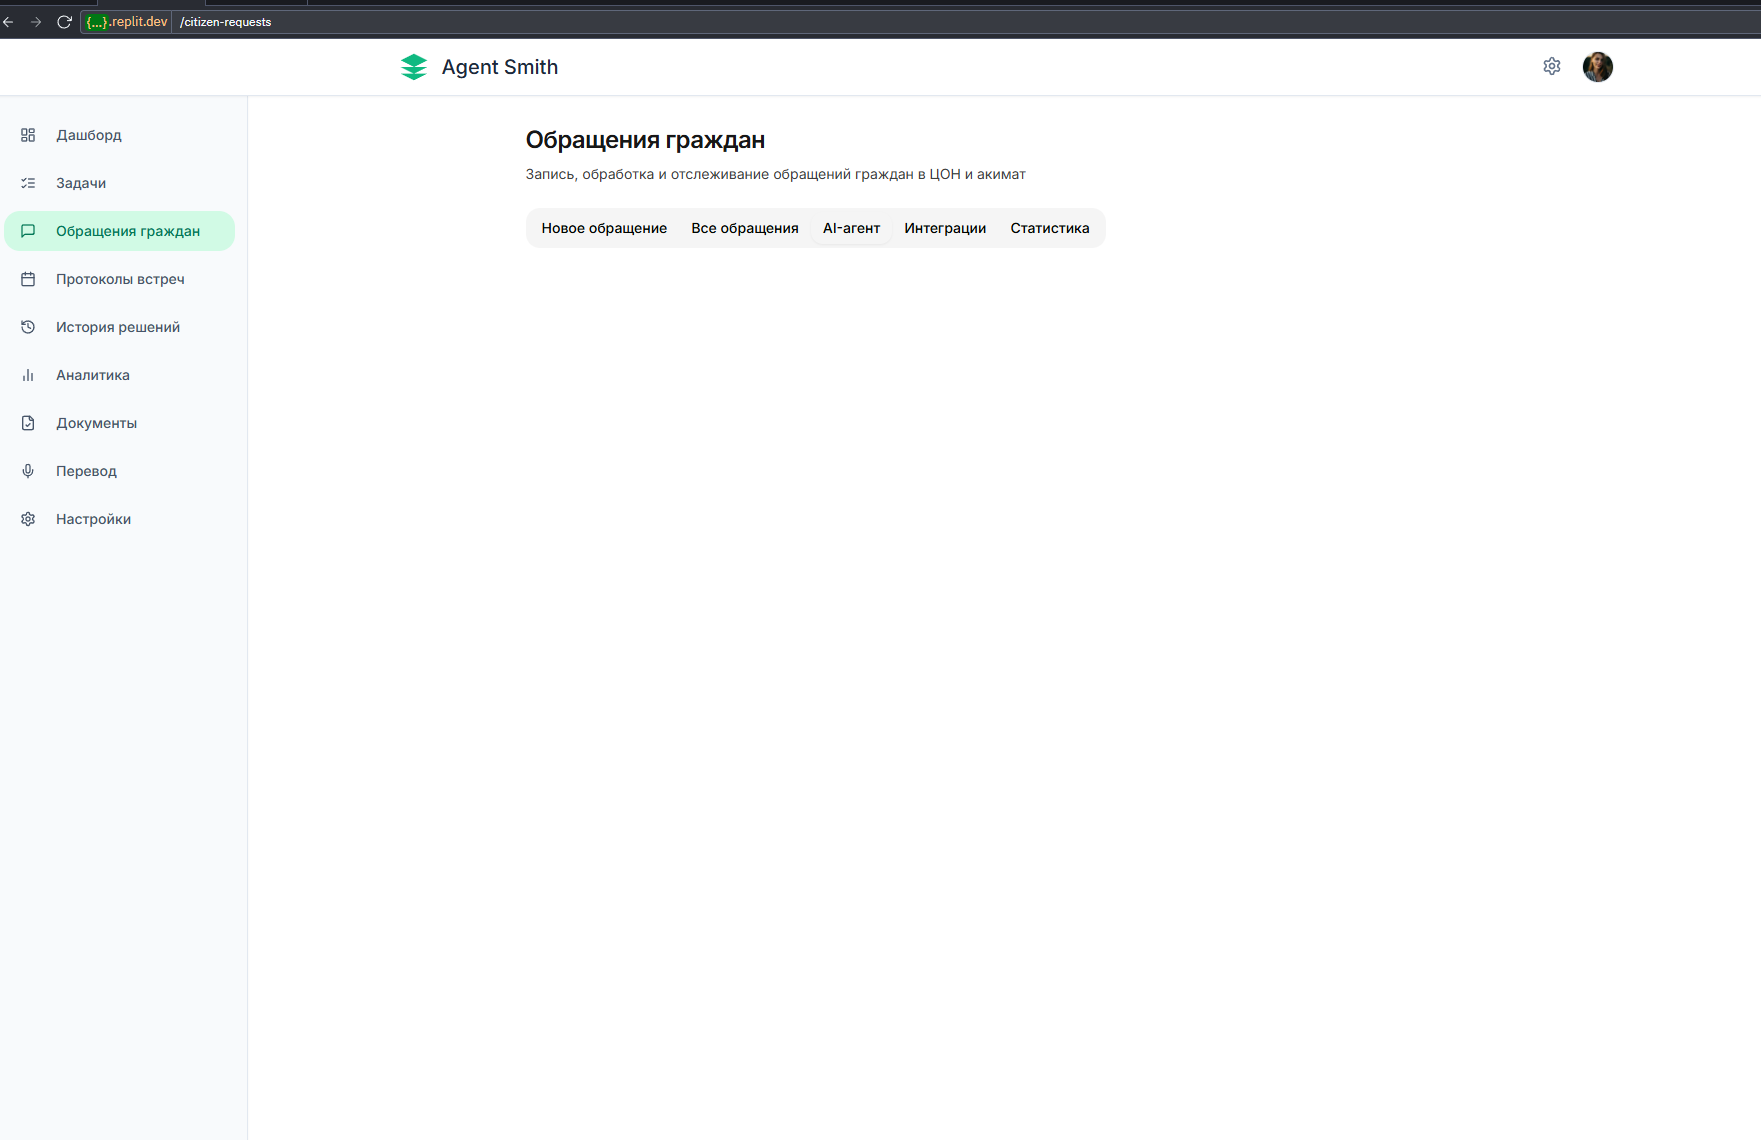 {...}.replit.dev /citizen-requests
Agent Smith
Дашборд
Задачи
Обращения граждан
Протоколы встреч
История решений
Аналитика
Документы
Перевод
Настройки
Обращения граждан
Запись, обработка и отслеживание обращений граждан в ЦОН и акимат
Новое обращение Все обращения AI-агент Интеграции Статистика